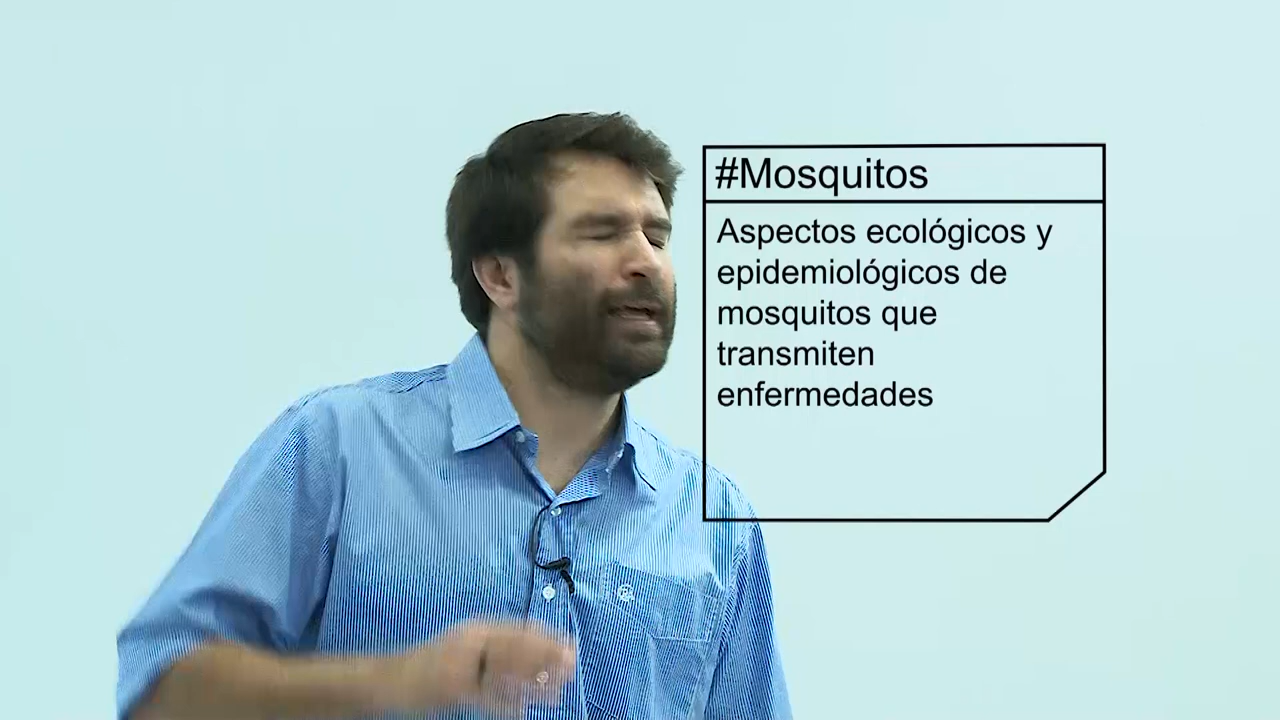 #Mosquitos
Aspectos ecológicos y
epidemiológicos de
mosquitos que
transmiten
enfermedades